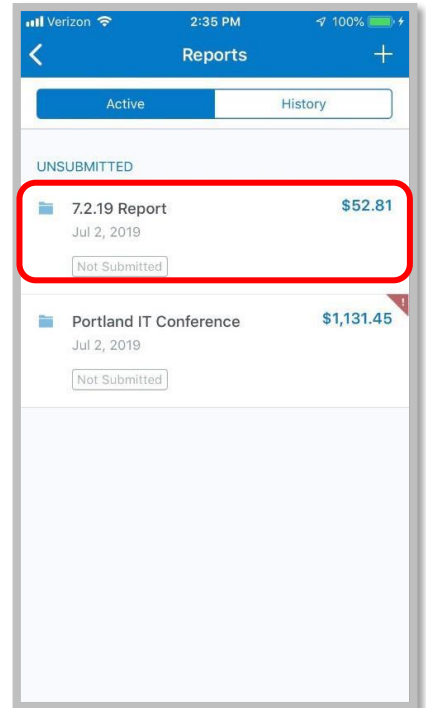 Verizon 2:35 PM 100%
Reports
Active History
UNSUBMITTED
7.2.19 Report $52.81
Jul 2, 2019
Not Submitted
!
Portland IT Conference $1,131.45
Jul 2, 2019
Not Submitted